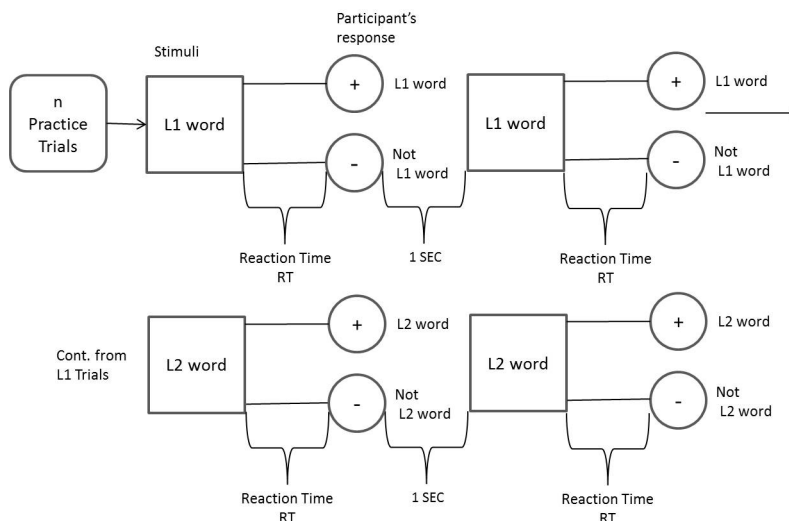 Participant's
response
Stimuli
n
Practice
Trials
L1 word
+
L1 word
-
Not
L1 word
L1 word
+
L1 word
-
Not
L1 word
Reaction Time
RT
1 SEC
Reaction Time
RT
Cont. from
L1 Trials
L2 word
+
L2 word
-
Not
L2 word
L2 word
+
L2 word
-
Not
L2 word
Reaction Time
RT
1 SEC
Reaction Time
RT